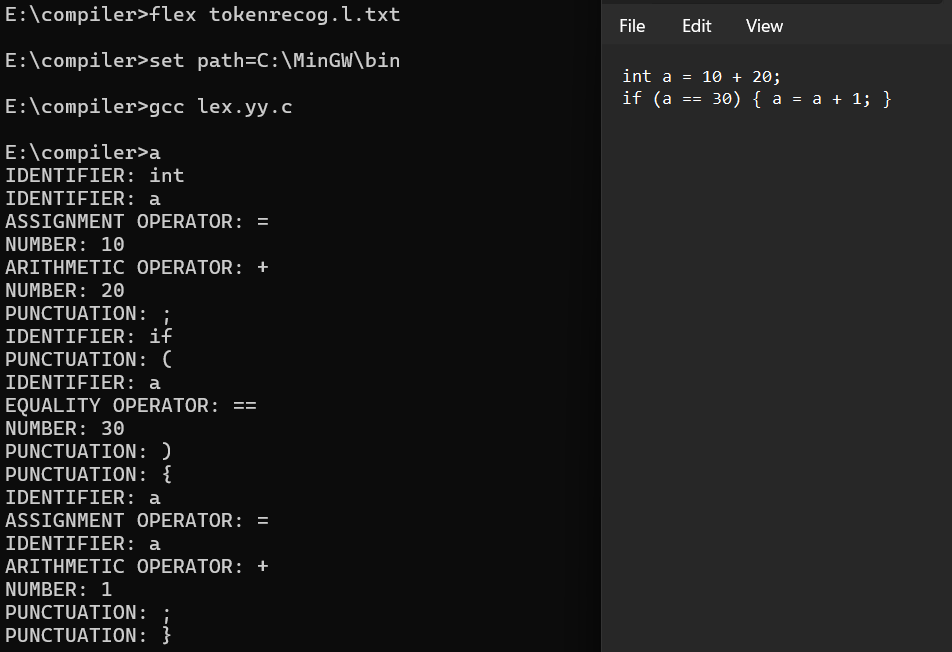 E:\compiler>flex tokenrecog.l.txt
E:\compiler>set path=C:\MinGW\bin
E:\compiler>gcc lex.yy.c
E:\compiler>a
IDENTIFIER: int
IDENTIFIER: a
ASSIGNMENT OPERATOR: =
NUMBER: 10
ARITHMETIC OPERATOR: +
NUMBER: 20
PUNCTUATION: ;
IDENTIFIER: if
PUNCTUATION: (
IDENTIFIER: a
EQUALITY OPERATOR: ==
NUMBER: 30
PUNCTUATION: )
PUNCTUATION: {
IDENTIFIER: a
ASSIGNMENT OPERATOR: =
IDENTIFIER: a
ARITHMETIC OPERATOR: +
NUMBER: 1
PUNCTUATION: ;
PUNCTUATION: }
File Edit View
int a = 10 + 20;
if (a == 30) { a = a + 1; }